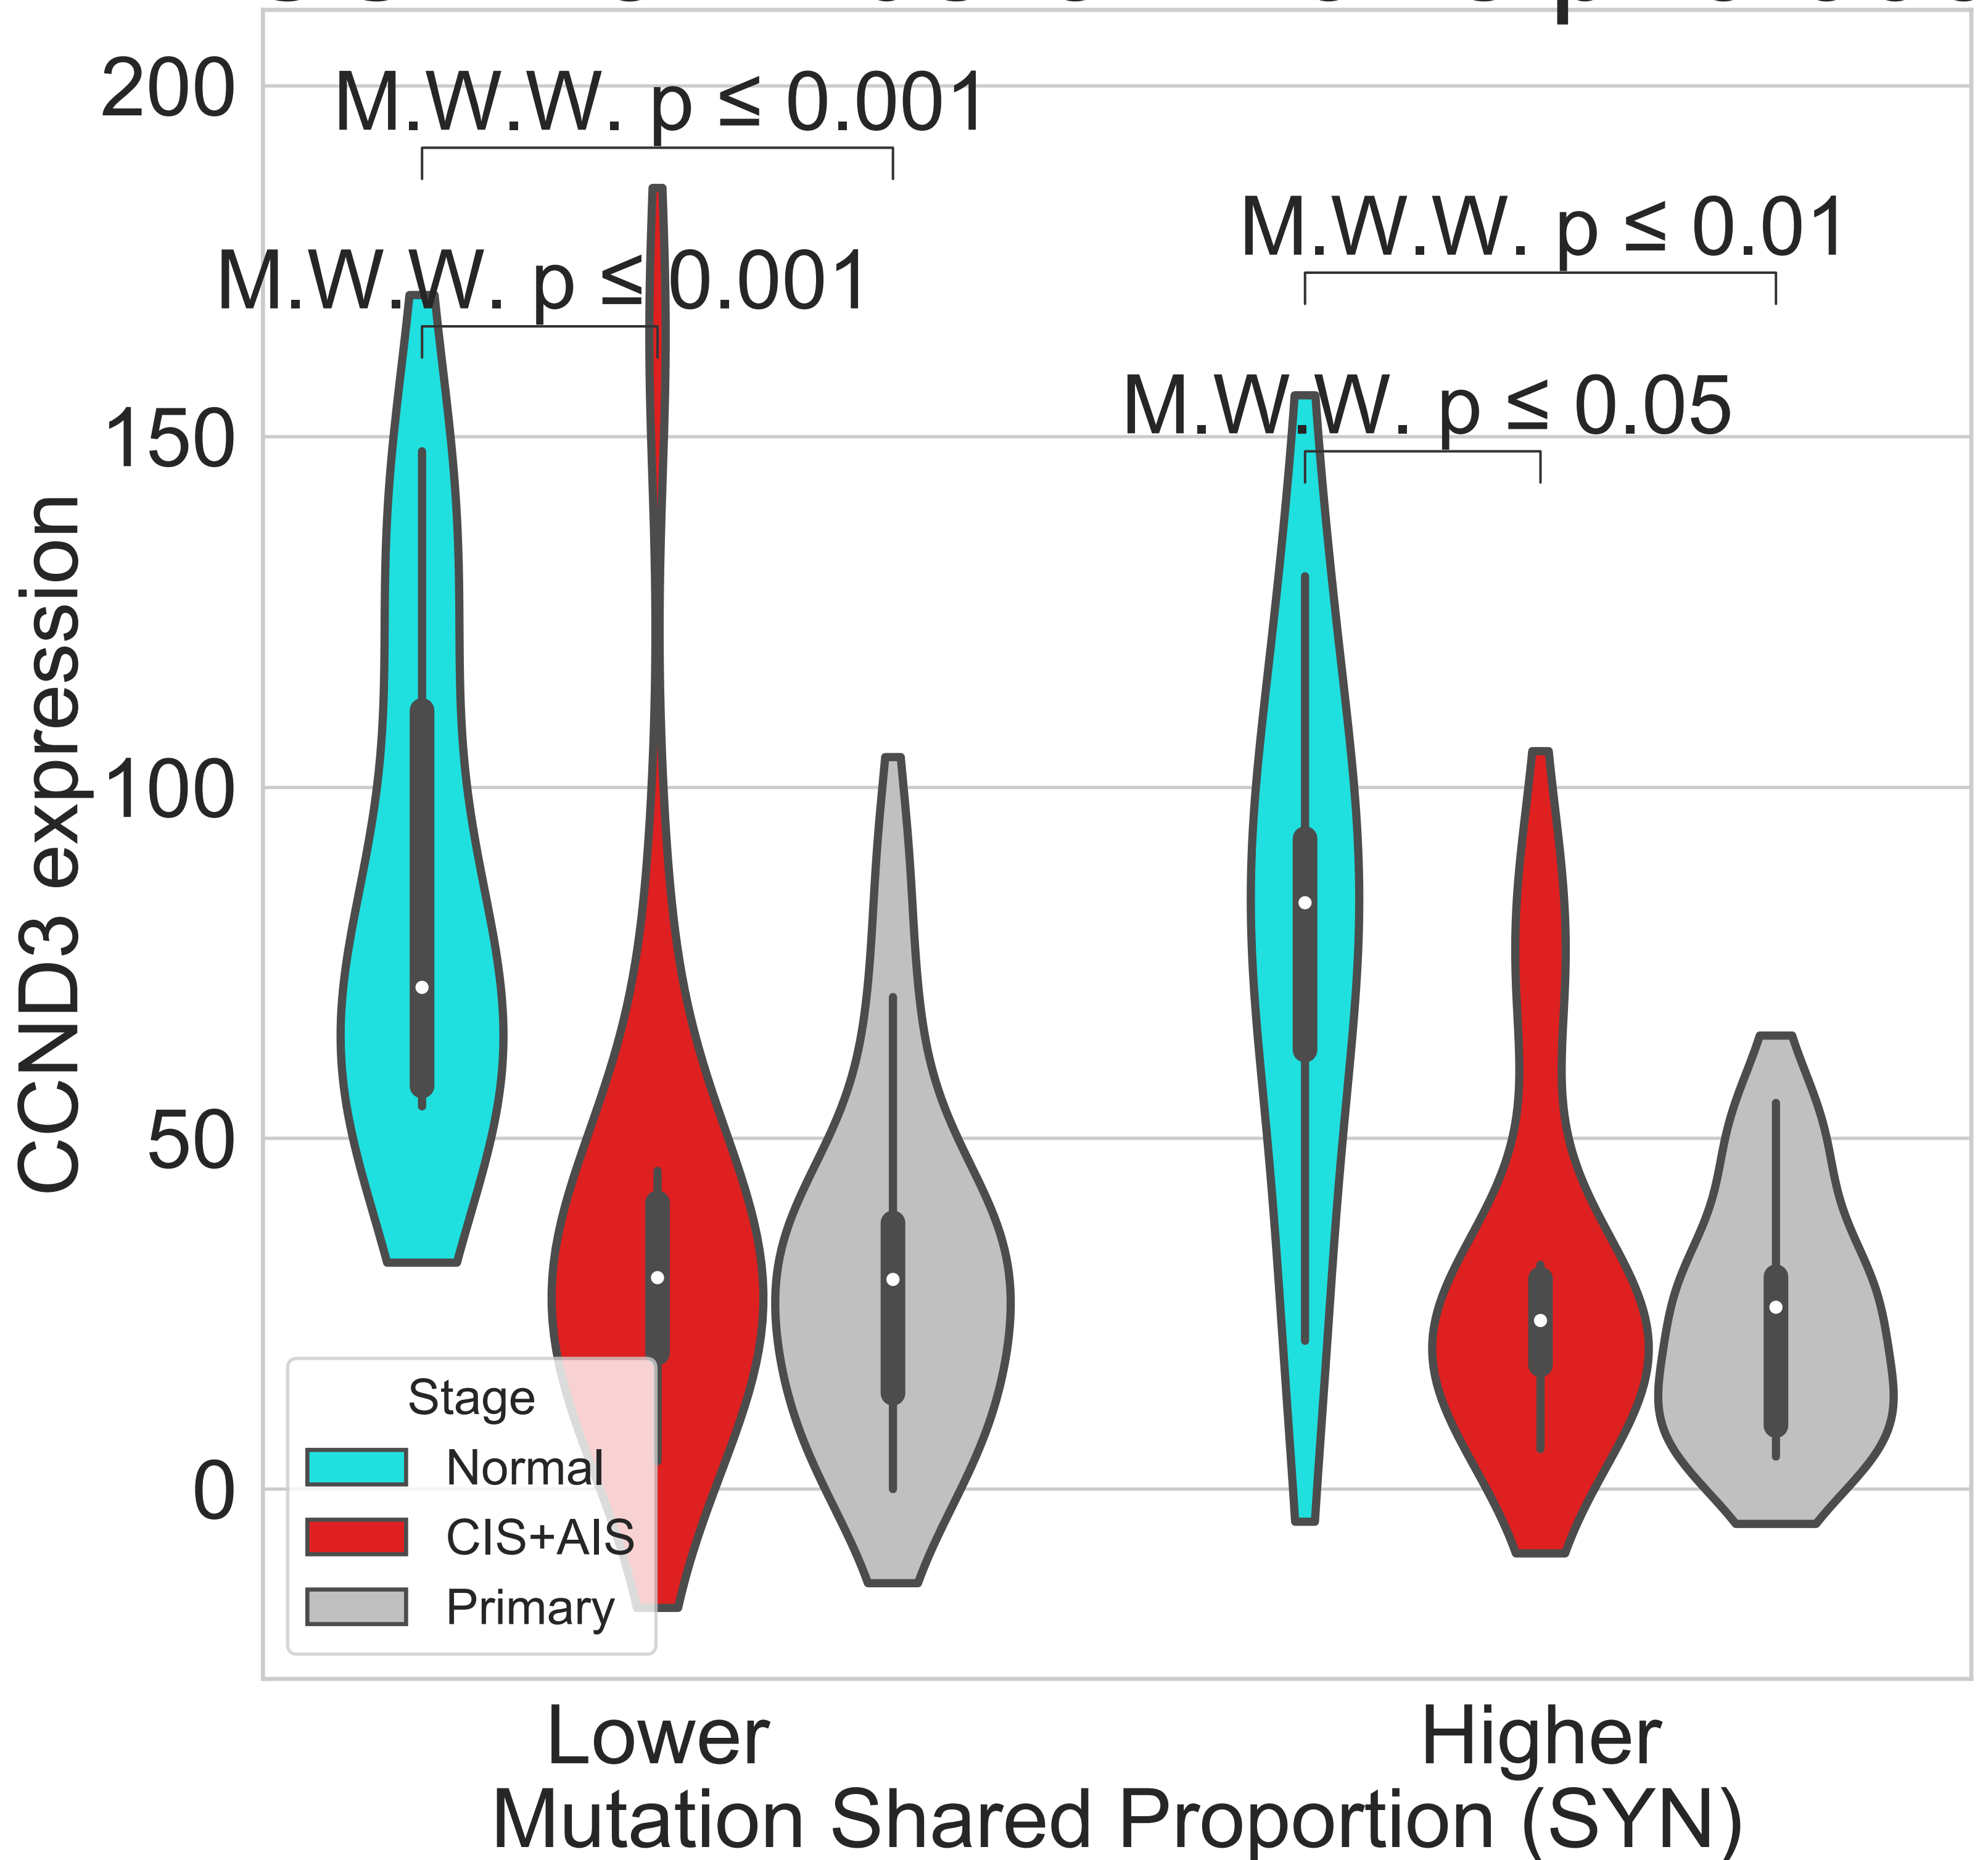 200
M.W.W. p ≤ 0.001
M.W.W. p ≤ 0.01
M.W.W. p ≤ 0.001
M.W.W. p ≤ 0.05
150
100
50
0
CCND3 expression
Stage
Normal
CIS+AIS
Primary
Lower
Higher
Mutation Shared Proportion (SYN)